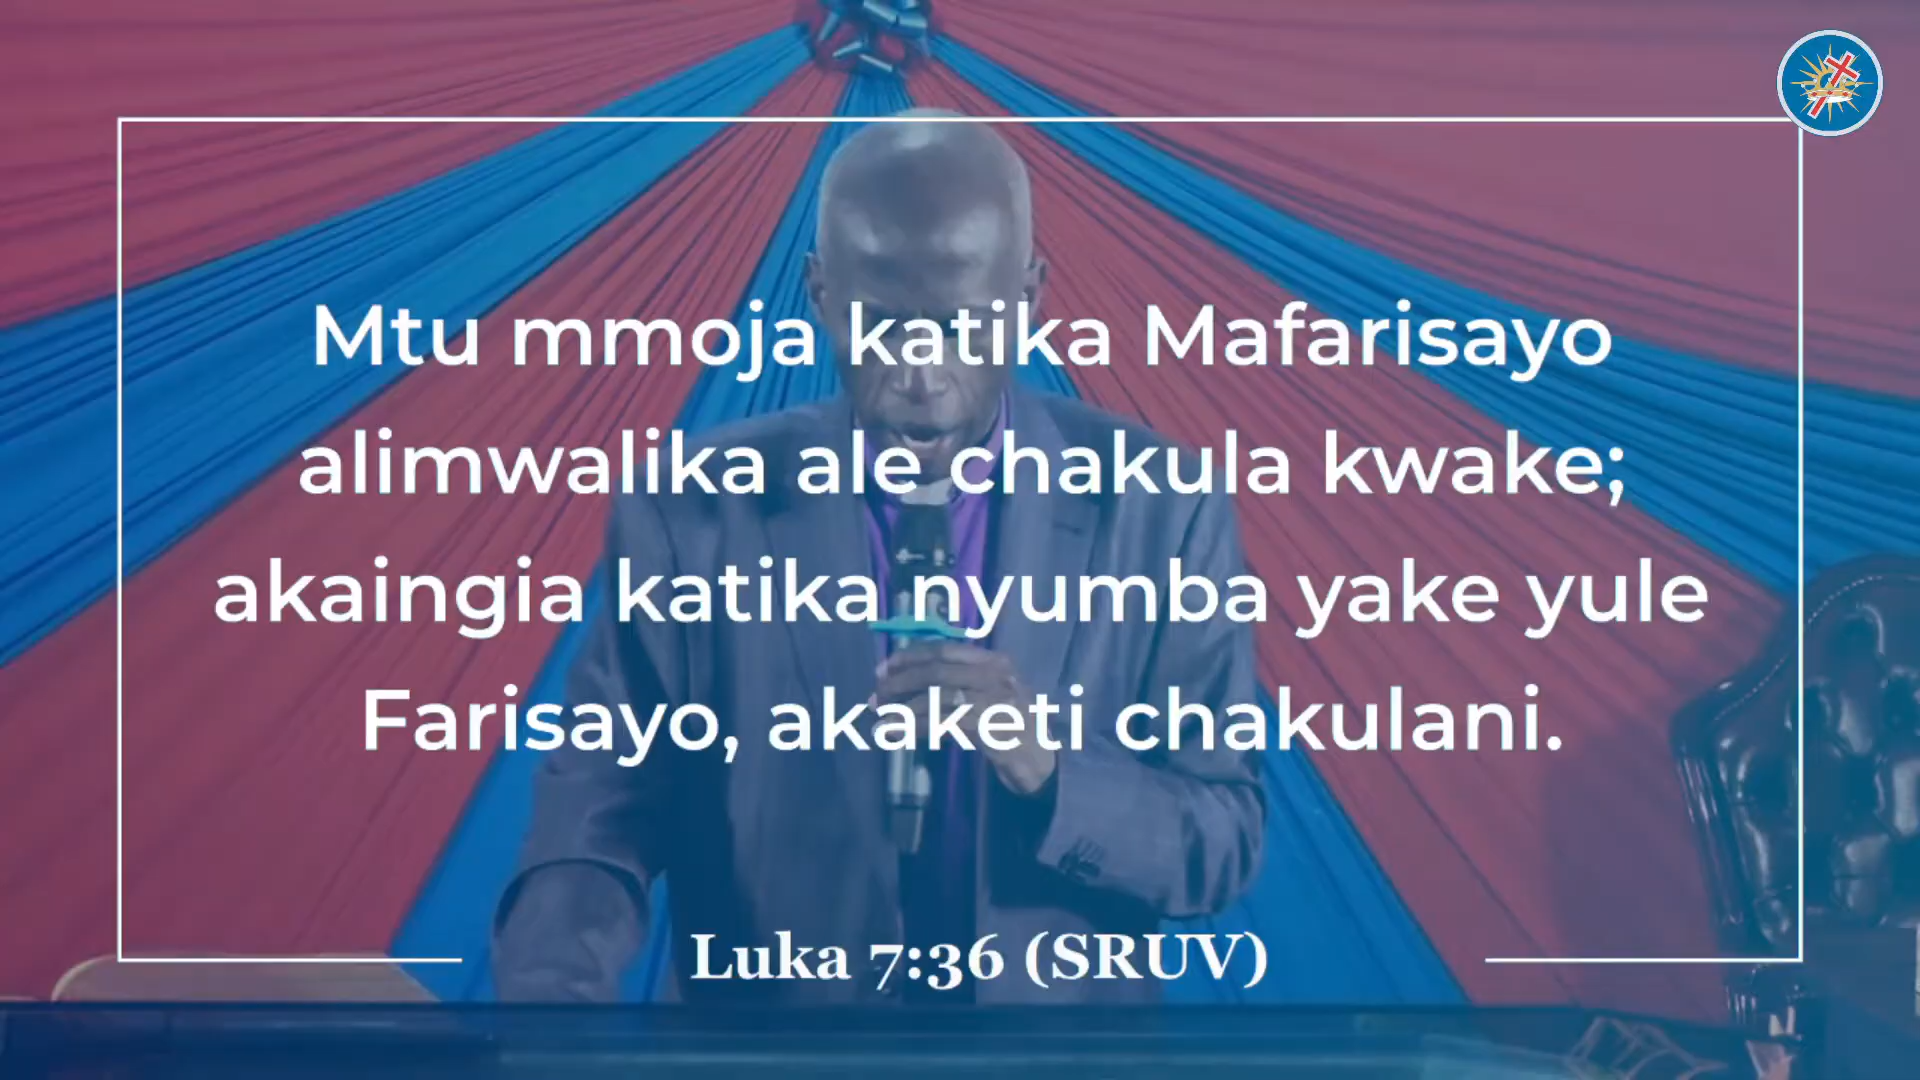 Mtu mmoja katika Mafarisayo
alimwalika ale chakula kwake;
akaingia katika nyumba yake yule
Farisayo, akaketi chakulani.
Luka 7:36 (SRUV)